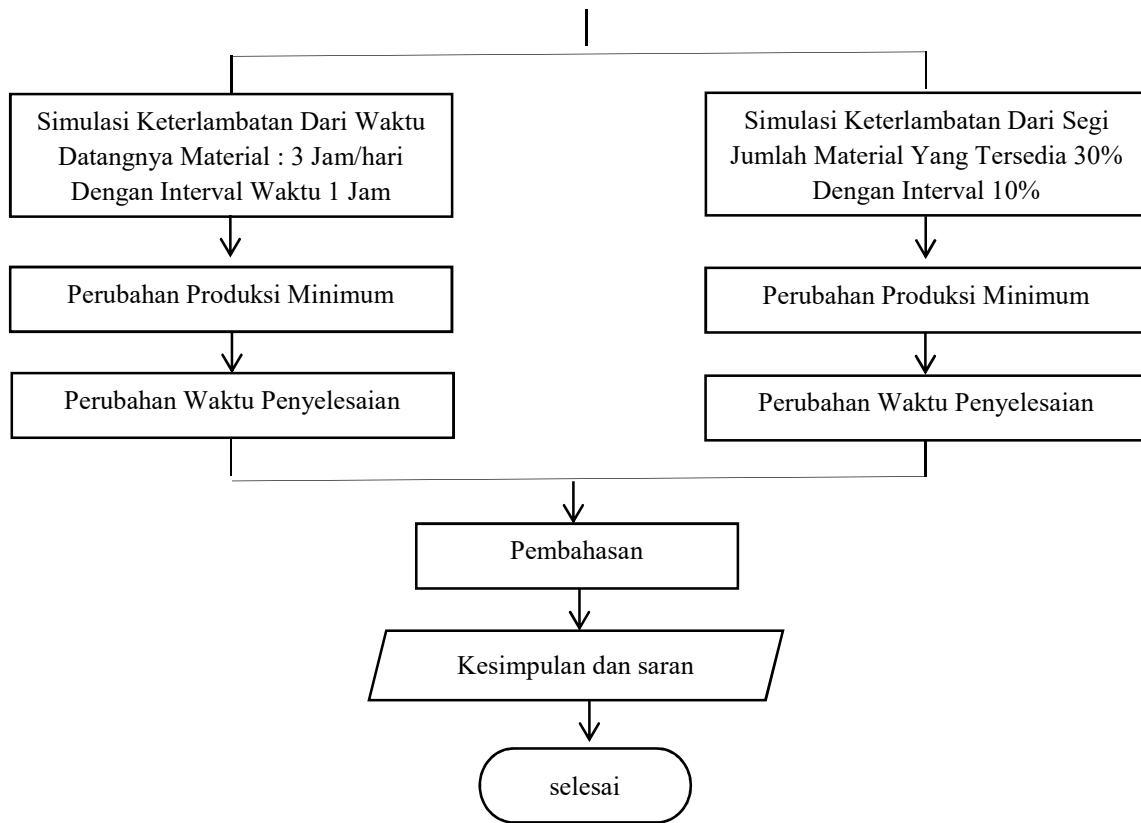 Simulasi Keterlambatan Dari Waktu
Datangnya Material : 3 Jam/hari
Dengan Interval Waktu 1 Jam
Perubahan Produksi Minimum
Perubahan Waktu Penyelesaian
Simulasi Keterlambatan Dari Segi
Jumlah Material Yang Tersedia 30%
Dengan Interval 10%
Perubahan Produksi Minimum
Perubahan Waktu Penyelesaian
Pembahasan
Kesimpulan dan saran
selesai